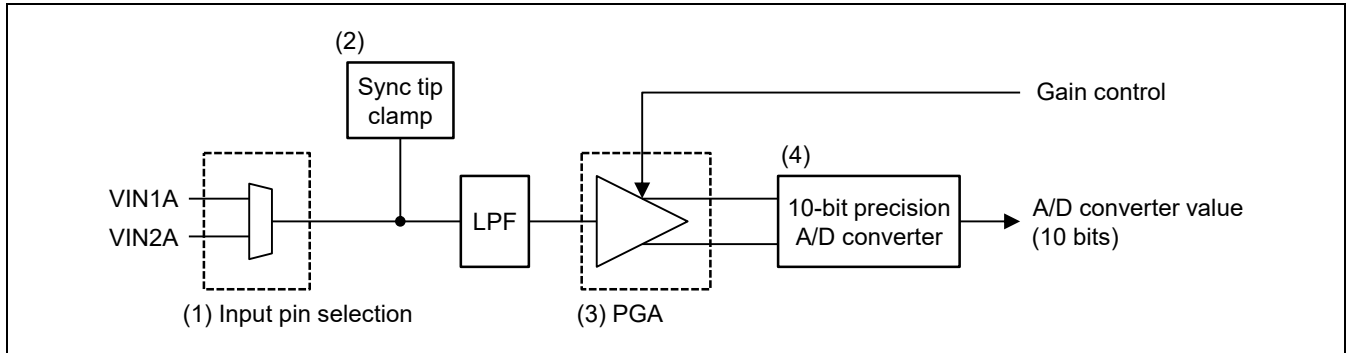 (2)
Sync tip
clamp
Gain control
(4)
VIN1A
VIN2A
LPF
10-bit precision
A/D converter
A/D converter value
(10 bits)
(1) Input pin selection
(3) PGA